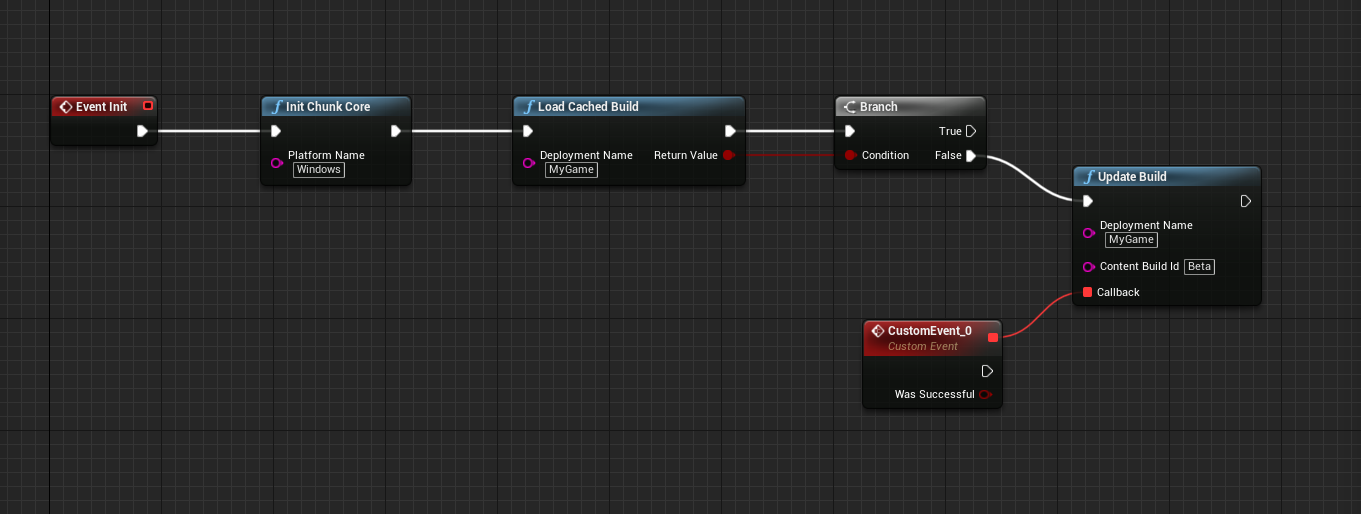 Event Init
Init Chunk Core
Platform Name
Windows
Load Cached Build
Deployment Name
Return Value
MyGame
Branch
True
Condition
False
Update Build
Deployment Name
MyGame
Content Build Id
Beta
Callback
CustomEvent_0
Custom Event
Was Successful